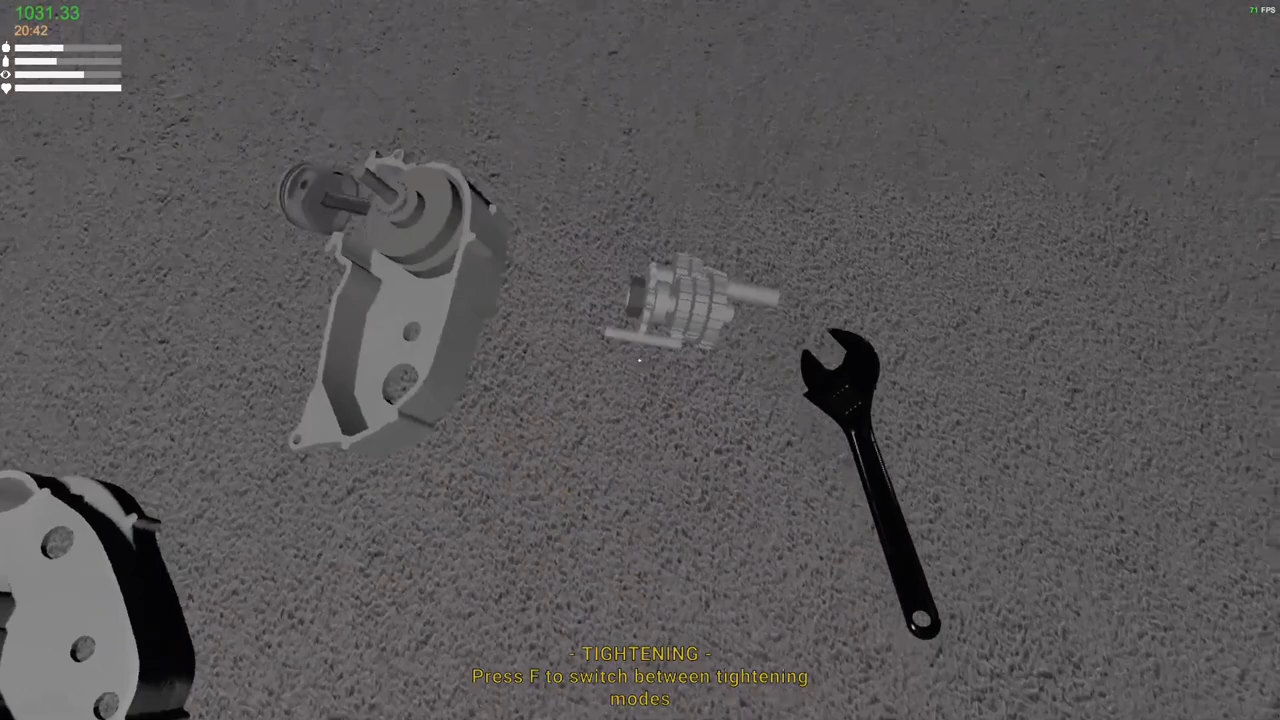 1031.33
71 FPS
20:42
- TIGHTENING -
Press F to switch between tightening
modes